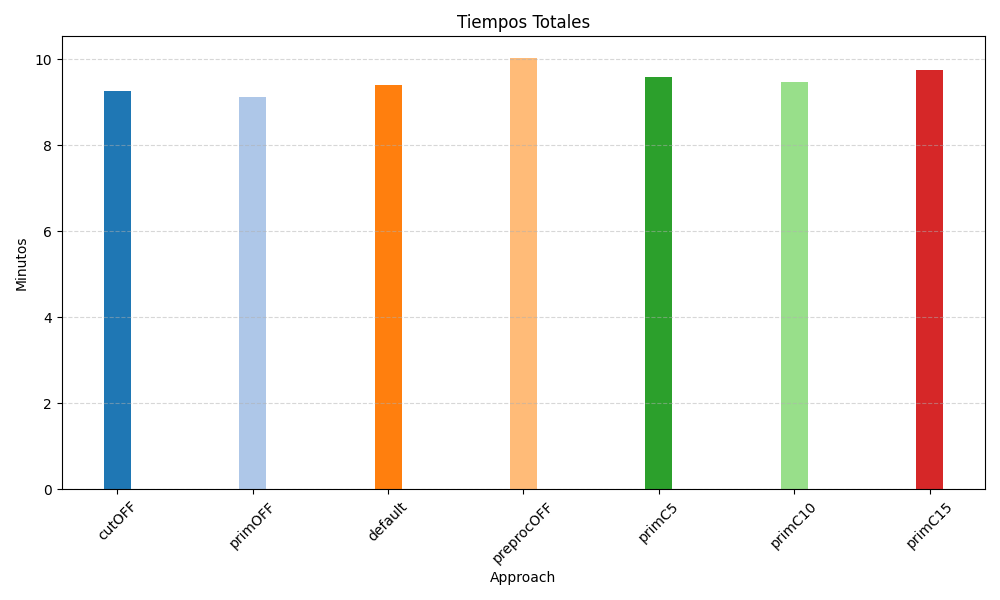 Tiempos Totales
Minutos
10
8
6
4
2
0
cutOFF
primOFF
default
preprocOFF
primC5
primC10
primC15
Approach